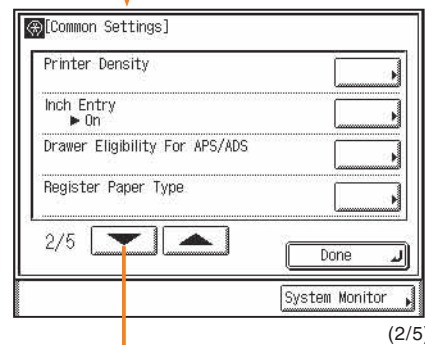 [Common Settings]
Printer Density
Inch Entry
► On
Drawer Eligibility For APS/ADS
Register Paper Type
2/5
Done
System Monitor
(2/5)